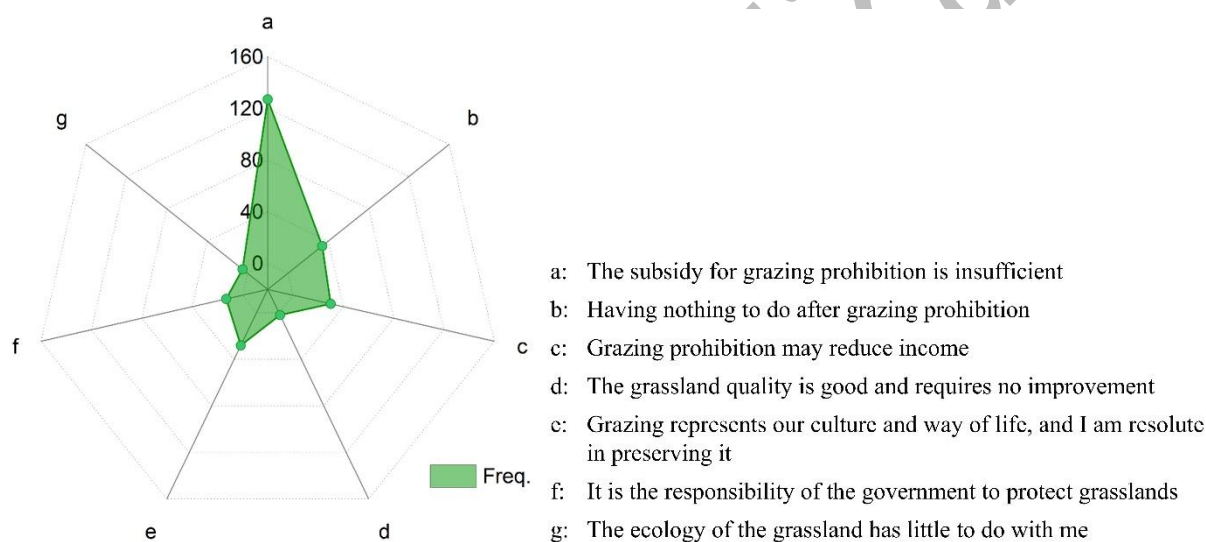 a
160
120
80
40
0
g
b
f
c
e
d
Freq.
a: The subsidy for grazing prohibition is insufficient
b: Having nothing to do after grazing prohibition
c: Grazing prohibition may reduce income
d: The grassland quality is good and requires no improvement
e: Grazing represents our culture and way of life, and I am resolute
in preserving it
f: It is the responsibility of the government to protect grasslands
g: The ecology of the grassland has little to do with me